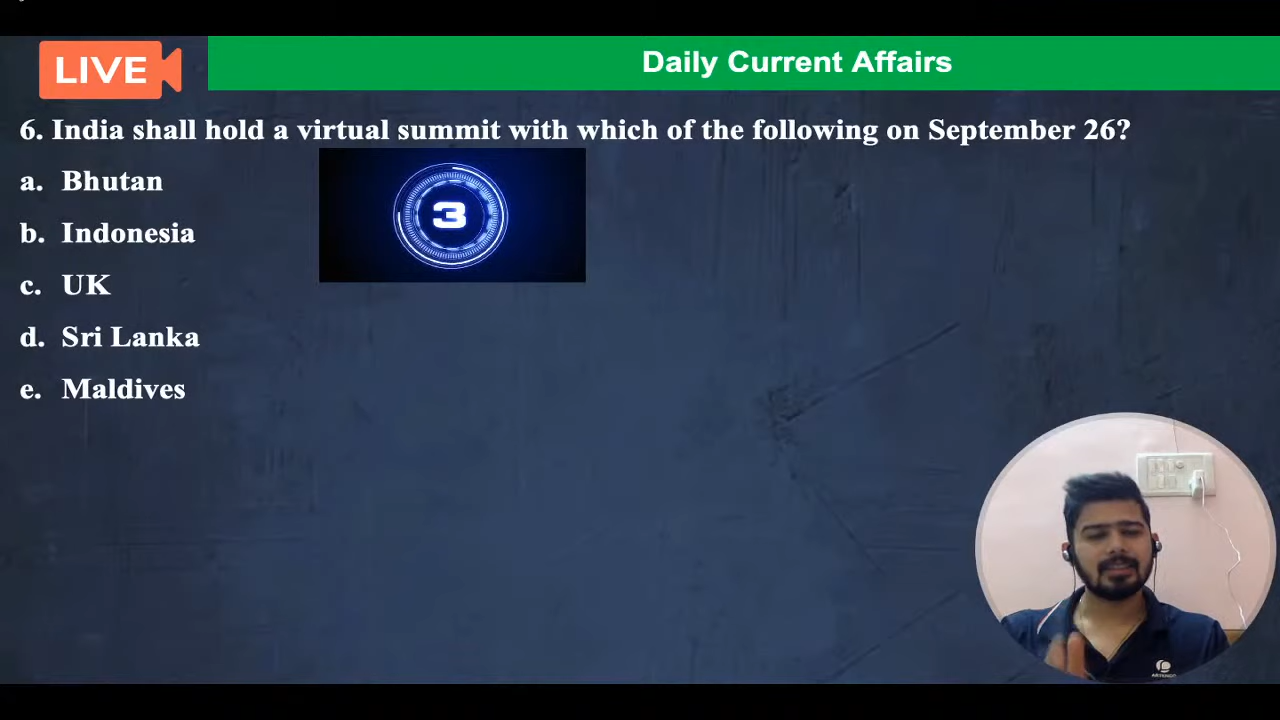 LIVE
Daily Current Affairs
6. India shall hold a virtual summit with which of the following on September 26?
a. Bhutan
3
b. Indonesia
c. UK
d. Sri Lanka
e. Maldives